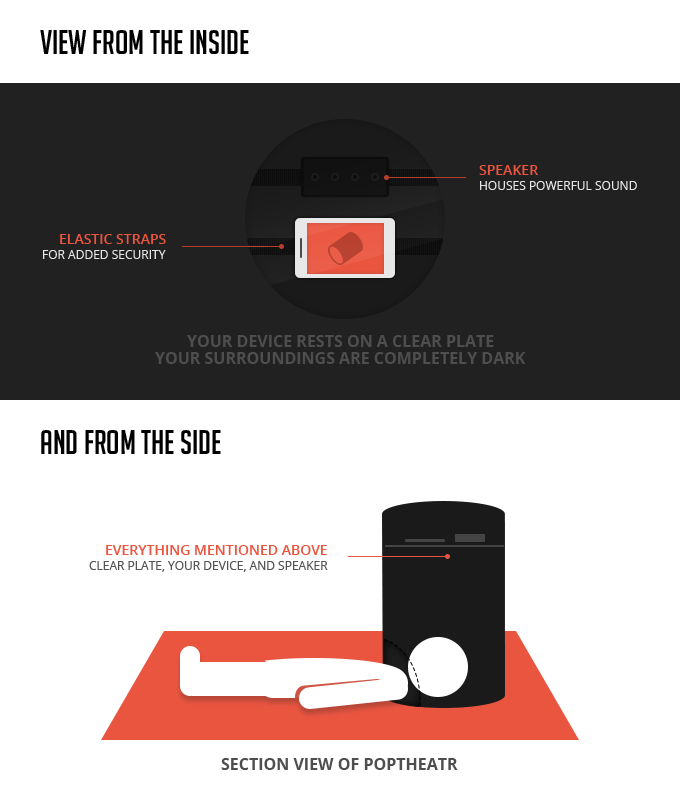 VIEW FROM THE INSIDE
SPEAKER
HOUSES POWERFUL SOUND
ELASTIC STRAPS
FOR ADDED SECURITY
YOUR DEVICE RESTS ON A CLEAR PLATE
YOUR SURROUNDINGS ARE COMPLETELY DARK
AND FROM THE SIDE
EVERYTHING MENTIONED ABOVE
CLEAR PLATE, YOUR DEVICE, AND SPEAKER
SECTION VIEW OF POPTHEATR